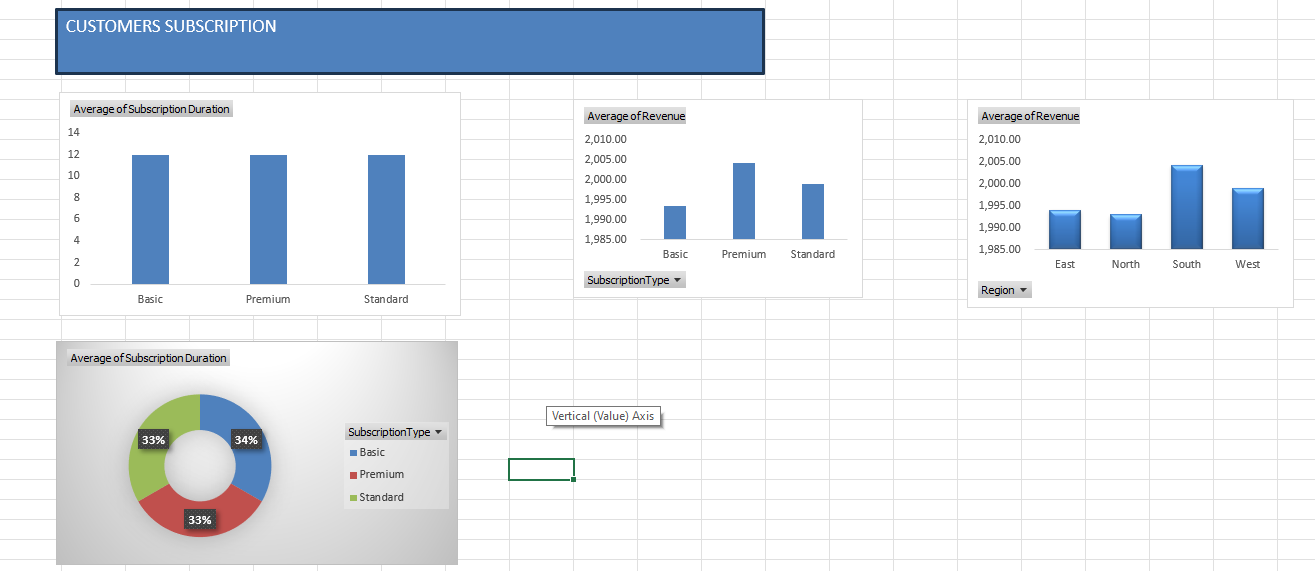 CUSTOMERS SUBSCRIPTION
Average of Subscription Duration
14
12
10
8
6
4
2
0
Basic Premium Standard
Average of Revenue
2,010.00
2,005.00
2,000.00
1,995.00
1,990.00
1,985.00
Basic Premium Standard
SubscriptionType
Average of Revenue
2,010.00
2,005.00
2,000.00
1,995.00
1,990.00
1,985.00
East North South West
Region
Average of Subscription Duration
33% 34%
33%
SubscriptionType
Basic
Premium
Standard
Vertical (Value) Axis